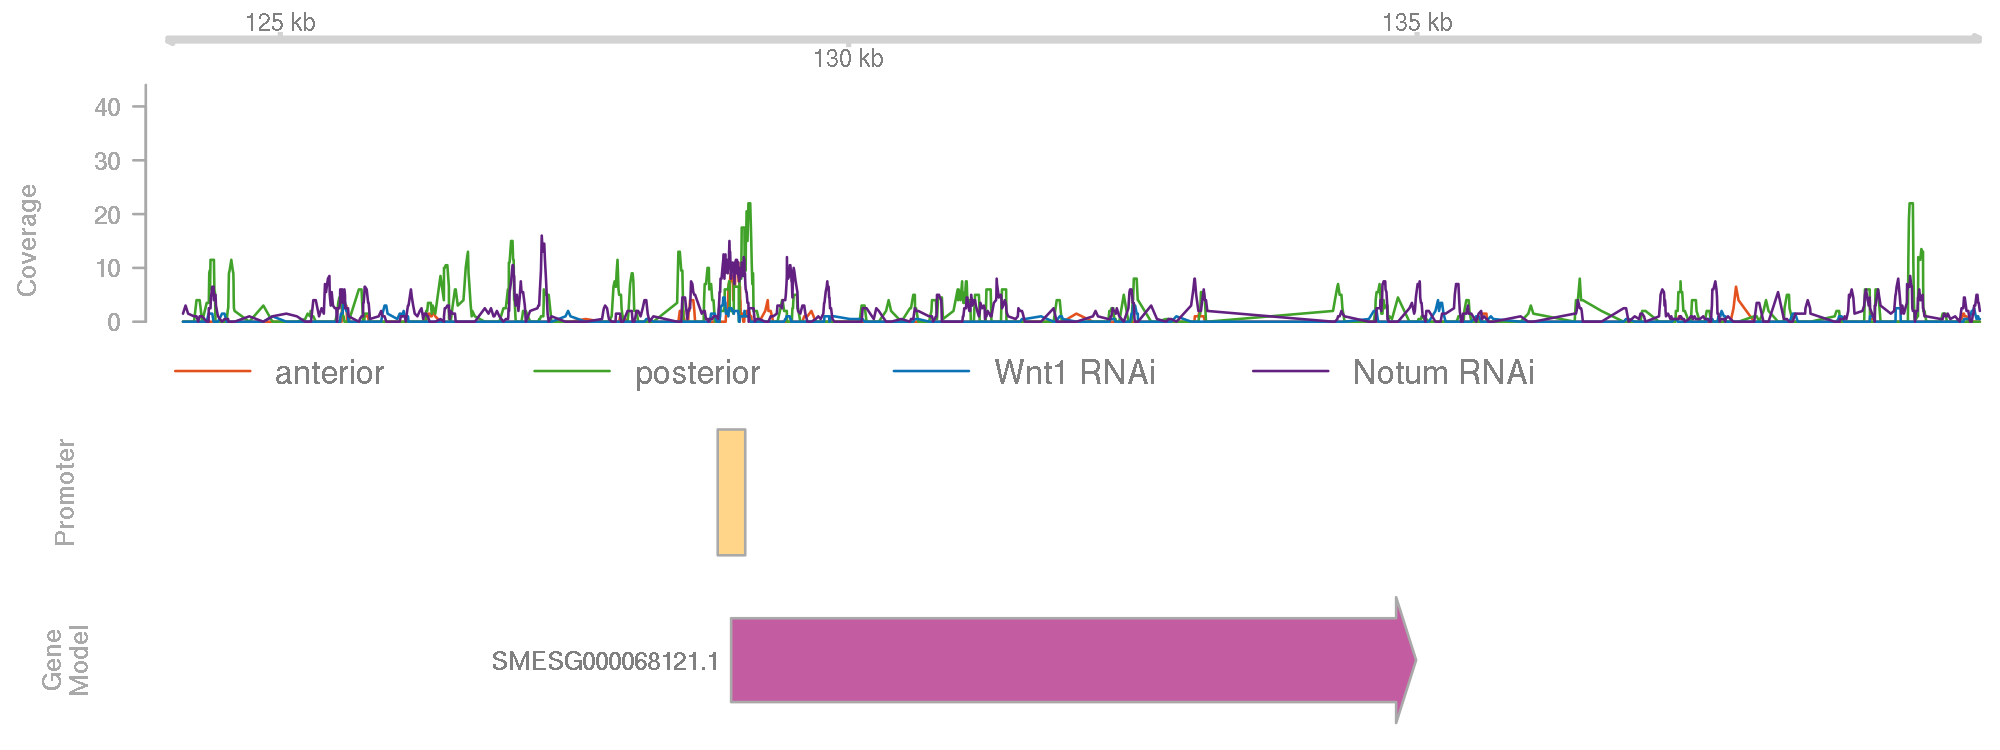 125 kb
135 kb
130 kb
Coverage
40
30
20
10
0
anterior posterior Wnt1 RNAi Notum RNAi
Promoter
Gene
Model
SMESG000068121.1